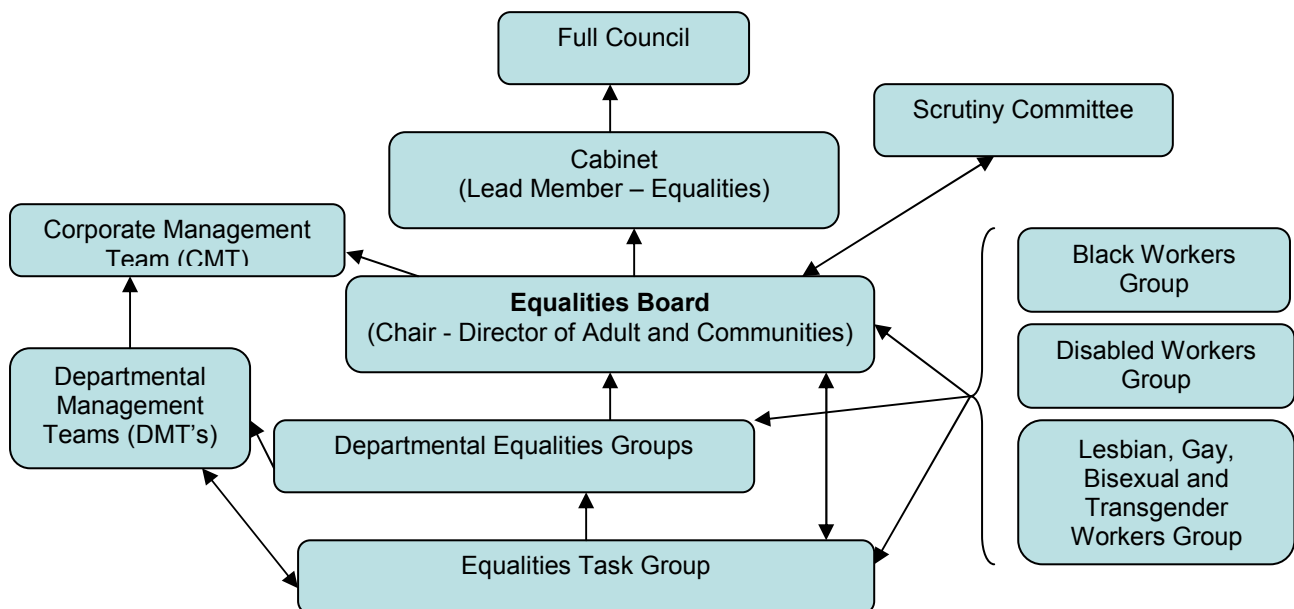 Full Council
Scrutiny Committee
Cabinet
(Lead Member – Equalities)
Corporate Management
Team (CMT)
Equalities Board
(Chair - Director of Adult and Communities)
Black Workers
Group
Disabled Workers
Group
Departmental
Management
Teams (DMT’s)
Departmental Equalities Groups
Lesbian, Gay,
Bisexual and
Transgender
Workers Group
Equalities Task Group